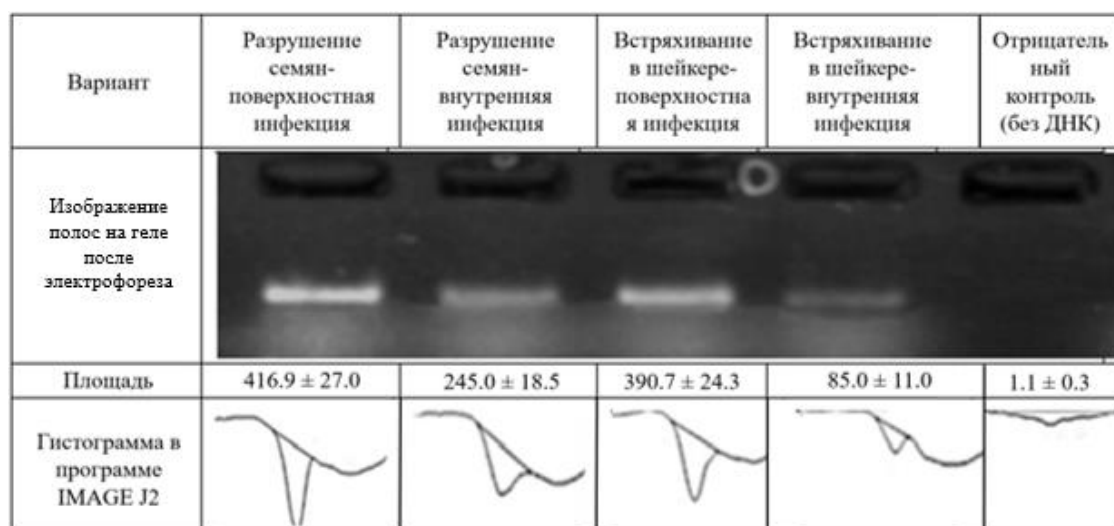 Вариант
Разрушение
семян-
поверхностная
инфекция
Разрушение
семян-
внутренняя
инфекция
Встряхивание
в шейкере-
поверхностна
я инфекция
Встряхивание
в шейкере-
внутренняя
инфекция
Отрицатель
ный
контроль
(без ДНК)
Изображение
полос на геле
после
электрофореза
Площадь
416.9 ± 27.0
245.0 ± 18.5
390.7 ± 24.3
85.0 ± 11.0
1.1 ± 0.3
Гистограмма в
программе
IMAGE J2